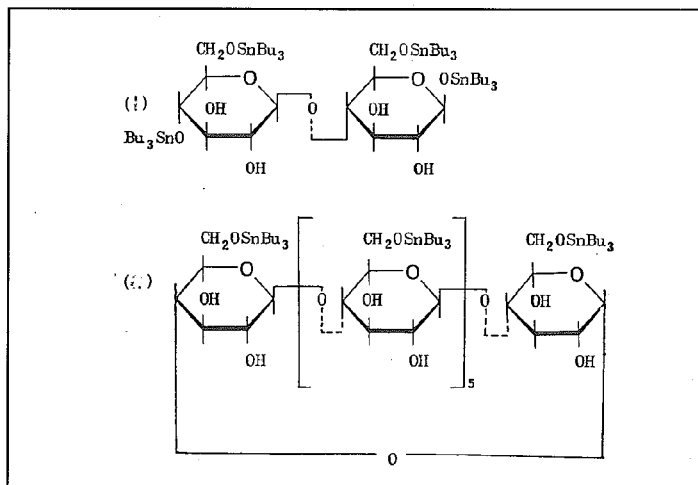 CH2OSnBu3 CH2OSnBu3
O O OSnBu3
OH O OH
Bu3SnO
OH OH
CH2OSnBu3 CH2OSnBu3 CH2OSnBu3
O O O
OH O OH O OH
OH OH OH
5
O